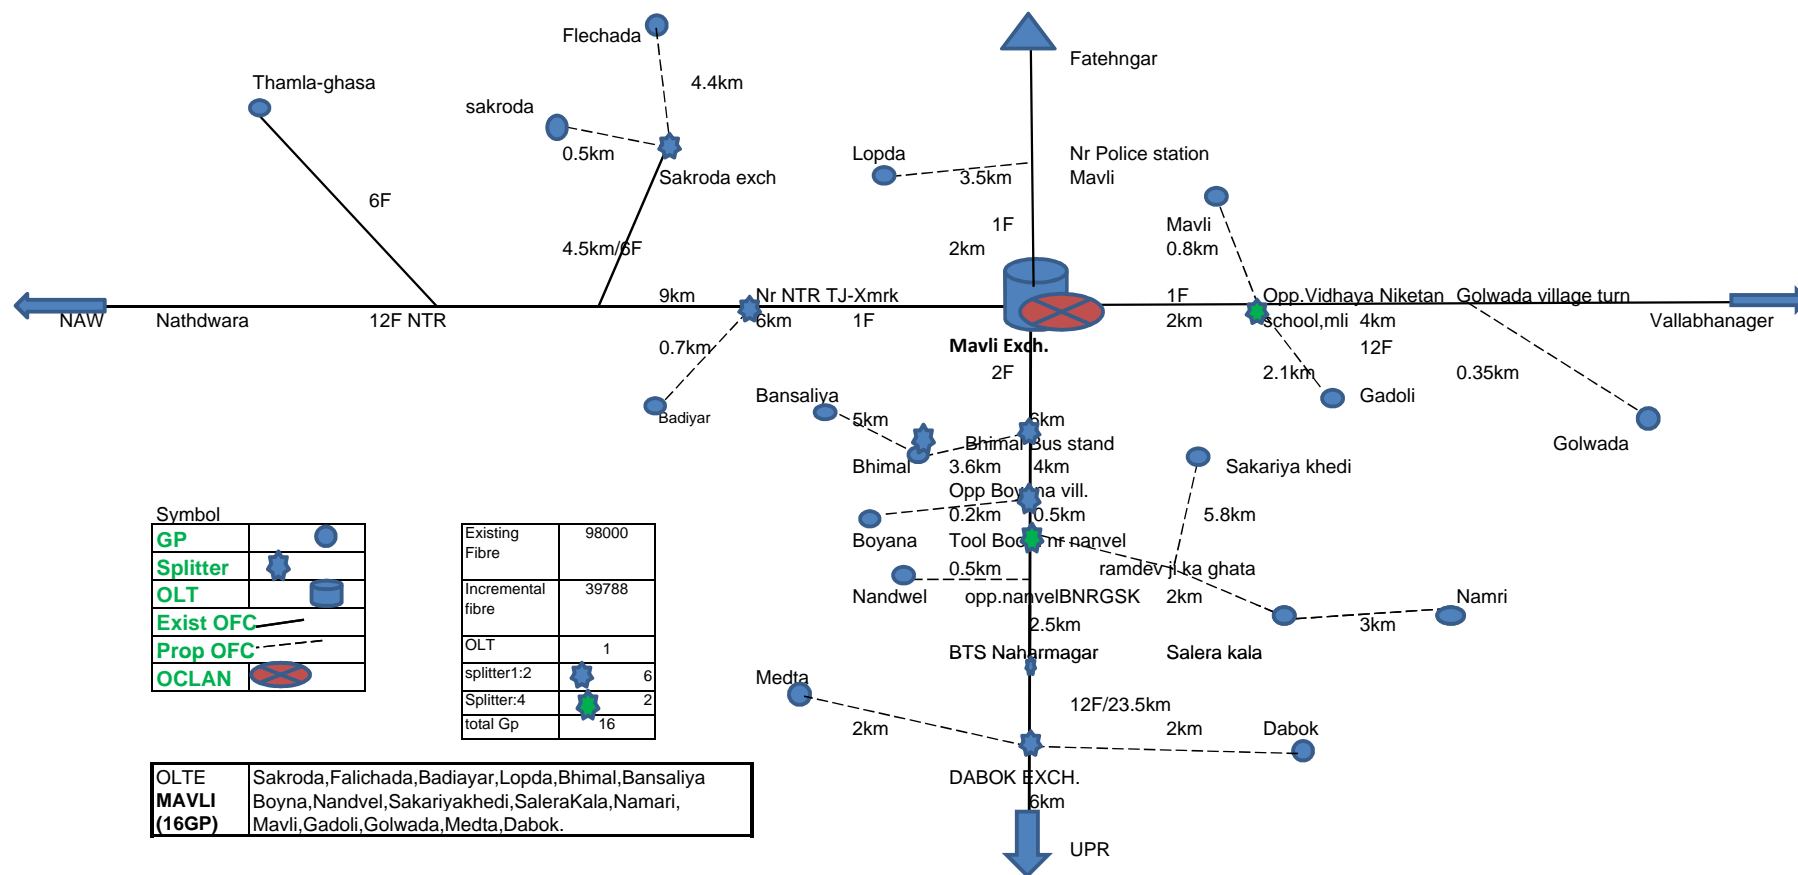 Flechada
Fatehngar
Thamla-ghasa
4.4km
sakroda
0.5km
Lopda
Nr Police station
Sakroda exch
3.5km
Mavli
6F
1F
Mavli
4.5km/6F
2km
0.8km
9km
Nr NTR TJ-Xmrk
1F
Opp.Vidhaya Niketan
Golwada village turn
NAW
Nathdwara
12F NTR
6km
1F
2km
school,mli
4km
Vallabhanager
0.7km
Mavli Exch.
12F
2F
2.1km
0.35km
Bansaliya
Gadoli
Badiyar
5km
6km
Bhimal Bus stand
Golwada
Bhimal
3.6km
4km
Sakariya khedi
Opp Boyana vill.
0.2km
0.5km
5.8km
Boyana
Tool Booth nr nanvel
0.5km
ramdev ji ka ghata
Nandwel
opp.nanvelBNRGSK
2km
Namri
2.5km
3km
BTS Naharmagar
Salera kala
Medta
12F/23.5km
2km
2km
Dabok
DABOK EXCH.
6km
UPR
Symbol
GP
Splitter
OLT
Exist OFC
Prop OFC
OCLAN
Existing Fibre 98000
Incremental fibre 39788
OLT 1
splitter1:2 6
Splitter:4 2
total Gp 16
OLTE Sakroda,Falichada,Badiayar,Lopda,Bhimal,Bansaliya
MAVLI Boyna,Nandvel,Sakariyakhedi,SaleraKala,Namari,
(16GP) Mavli,Gadoli,Golwada,Medta,Dabok.